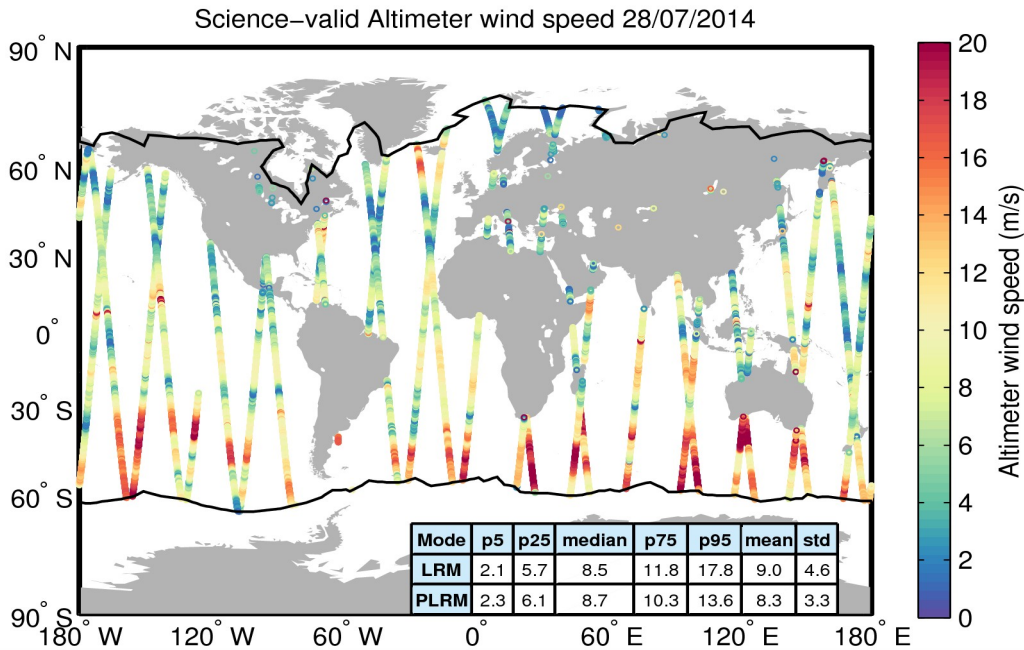 Science−valid Altimeter wind speed 28/07/2014
90° N
60° N
30° N
0°
30° S
60° S
90° S
180° W
120° W
60° W
0°
60° E
120° E
180° E
Mode p5 p25 median p75 p95 mean std
LRM 2.1 5.7 8.5 11.8 17.8 9.0 4.6
PLRM 2.3 6.1 8.7 10.3 13.6 8.3 3.3
20
18
16
14
12
10
8
6
4
2
0
Altimeter wind speed (m/s)